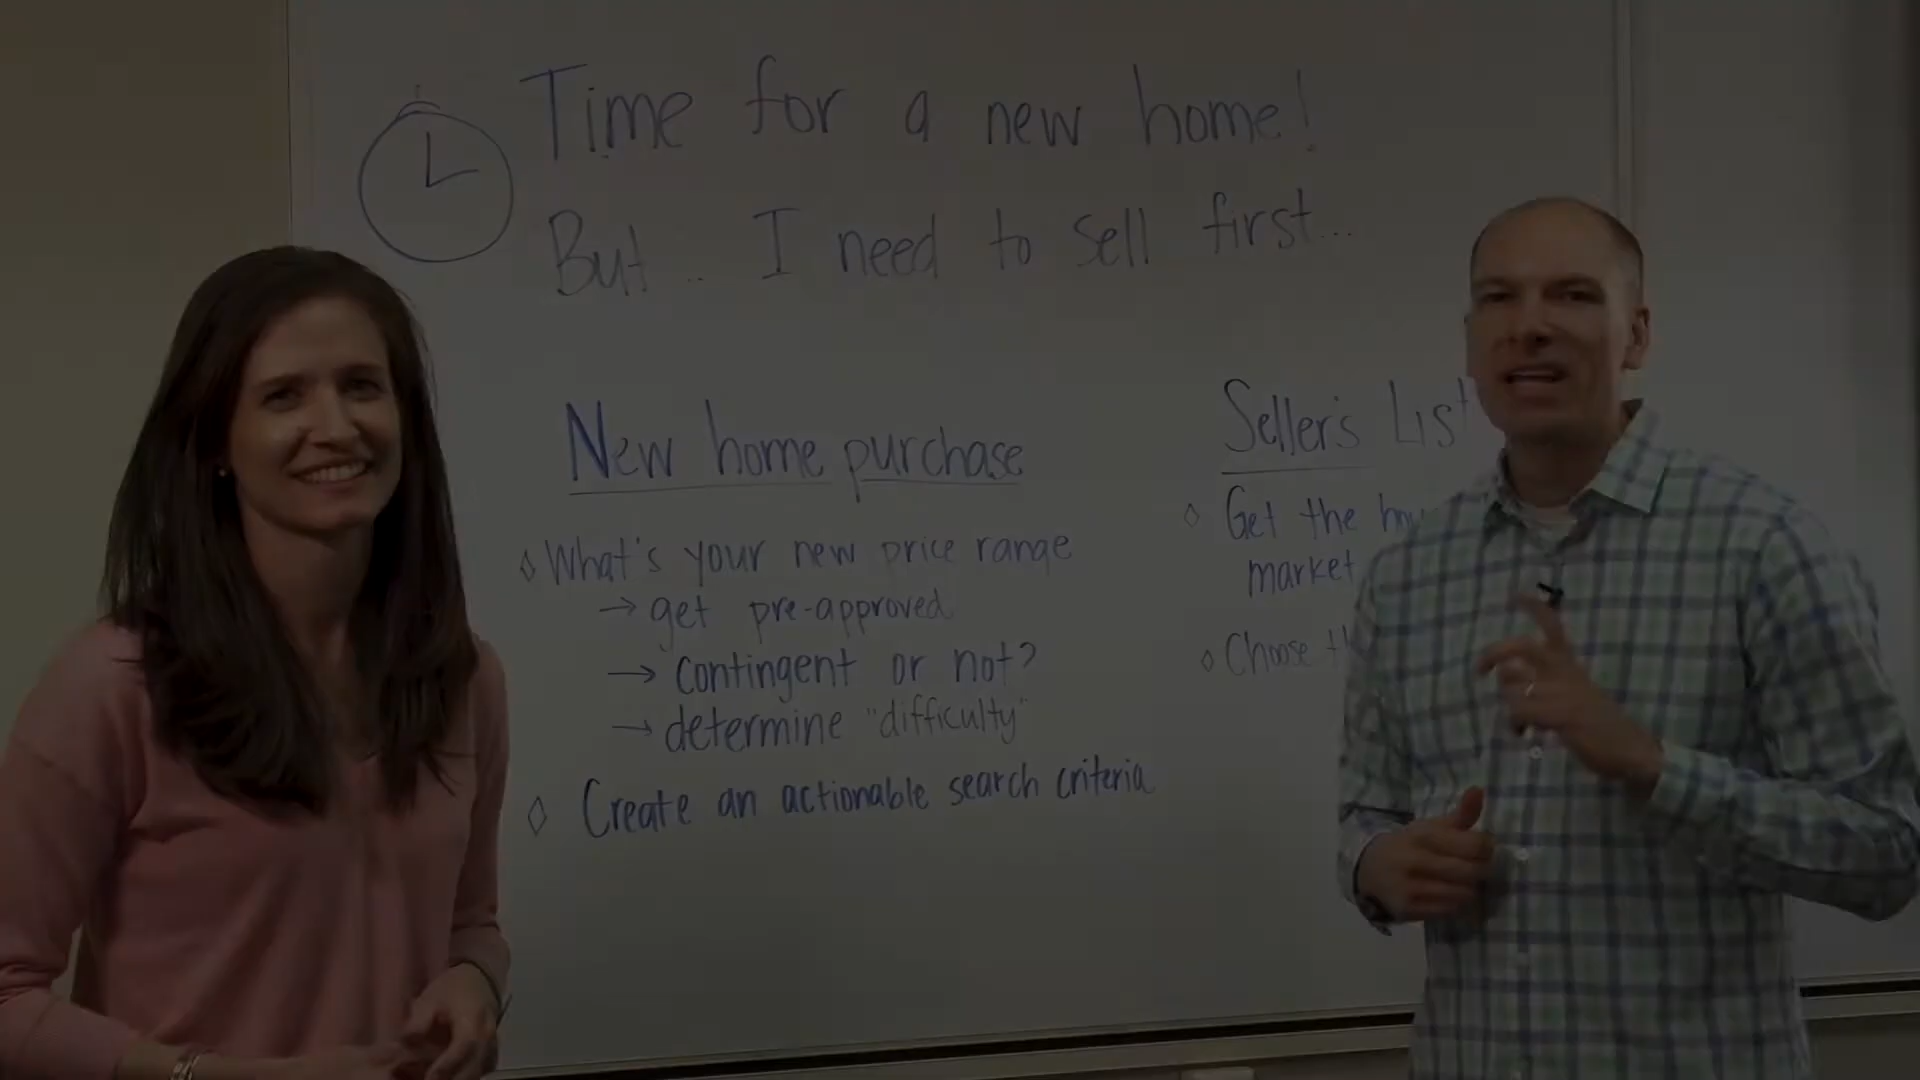 Time for a new home!
But... I need to sell first...
New home purchase
What's your new price range
→ get pre-approved
→ contingent or not?
→ determine "difficulty"
Create an actionable search criteria
Seller's List
Get the
market
Choose